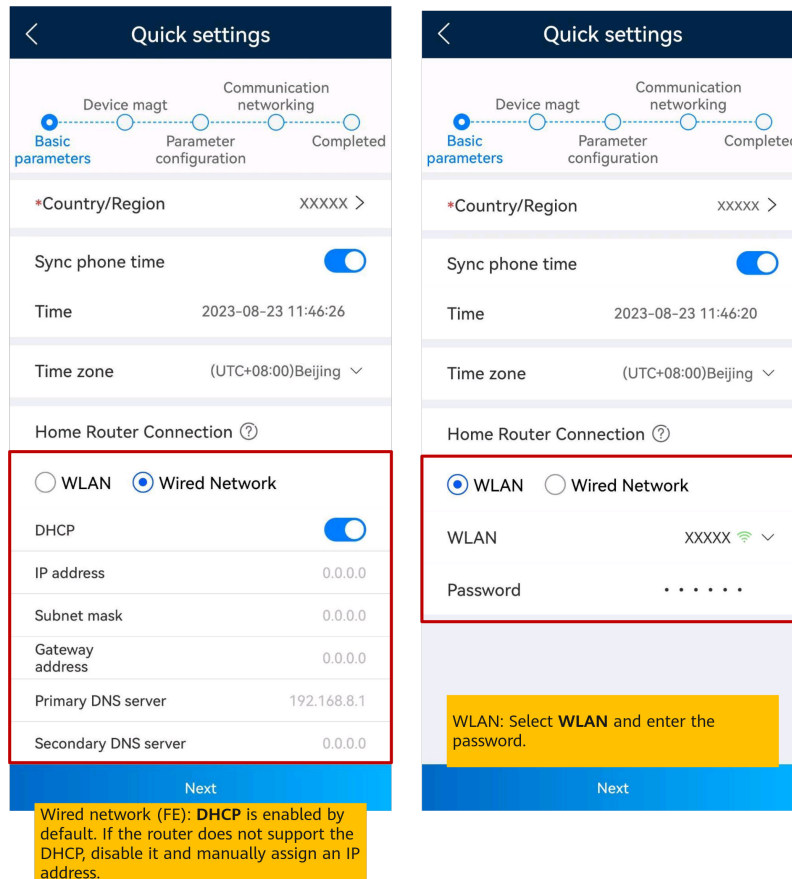 Quick settings
Communication
Device magt networking
Basic Parameter Completed
parameters configuration
*Country/Region XXXXX >
Sync phone time
Time 2023-08-23 11:46:26
Time zone (UTC+08:00)Beijing
Home Router Connection ?
WLAN Wired Network
DHCP
IP address 0.0.0.0
Subnet mask 0.0.0.0
Gateway
address 0.0.0.0
Primary DNS server 192.168.8.1
Secondary DNS server 0.0.0.0
Next
Wired network (FE): DHCP is enabled by
default. If the router does not support the
DHCP, disable it and manually assign an IP
address.
Quick settings
Communication
Device magt networking
Basic Parameter Completed
parameters configuration
*Country/Region XXXXX >
Sync phone time
Time 2023-08-23 11:46:20
Time zone (UTC+08:00)Beijing
Home Router Connection ?
WLAN Wired Network
WLAN XXXXX
Password ······
WLAN: Select WLAN and enter the
password.
Next